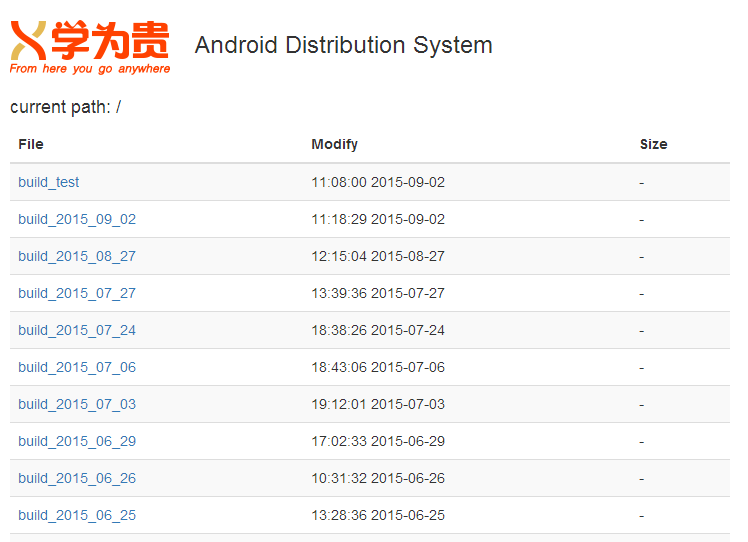 学为贵
From here you go anywhere
Android Distribution System
current path: /
File Modify Size
build_test 11:08:00 2015-09-02 -
build_2015_09_02 11:18:29 2015-09-02 -
build_2015_08_27 12:15:04 2015-08-27 -
build_2015_07_27 13:39:36 2015-07-27 -
build_2015_07_24 18:38:26 2015-07-24 -
build_2015_07_06 18:43:06 2015-07-06 -
build_2015_07_03 19:12:01 2015-07-03 -
build_2015_06_29 17:02:33 2015-06-29 -
build_2015_06_26 10:31:32 2015-06-26 -
build_2015_06_25 13:28:36 2015-06-25 -